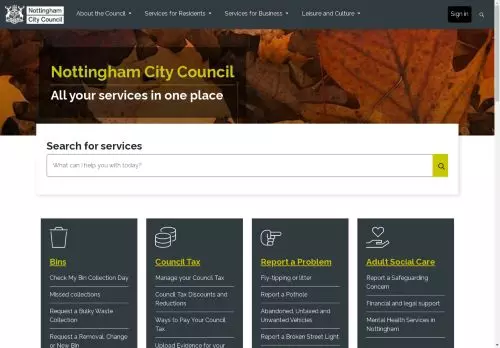 Nottingham
City Council
About the Council
Services for Residents
Services for Business
Leisure and Culture
Sign in
Nottingham City Council
All your services in one place
Search for services
What can I help you with today?
Bins
Check My Bin Collection Day
Missed collections
Request a Bulky Waste
Collection
Request a Removal, Change
or New Bin
Council Tax
Manage your Council Tax
Council Tax Discounts and
Reductions
Ways to Pay Your Council
Tax
Upload Evidence for your
Report a Problem
Fly-tipping or litter
Report a Pothole
Abandoned, Untaxed and
Unwanted Vehicles
Report a Broken Street Light
Adult Social Care
Report a Safeguarding
Concern
Financial and legal support
Mental Health Services in
Nottingham